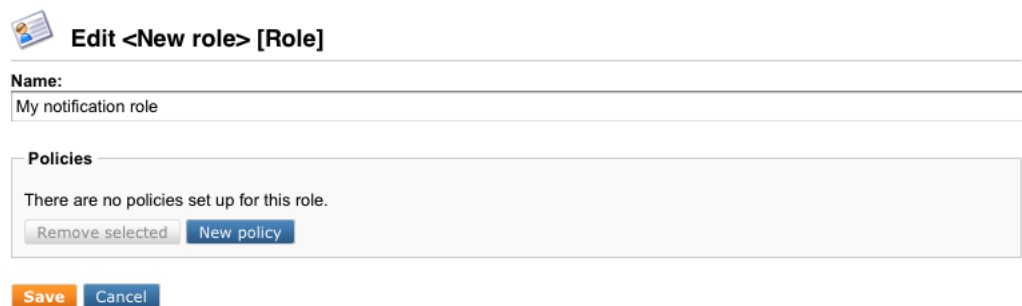 Edit <New role> [Role]
Name:
My notification role
Policies
There are no policies set up for this role.
Remove selected New policy
Save Cancel